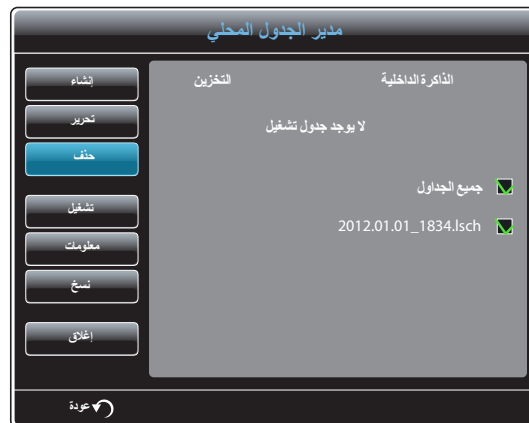 مدير الجدول المحلي
التخزين
الذاكرة الداخلية
لا يوجد جدول تشغيل
جميع الجداول
2012.01.01_1834.lsch
إنشاء
تحرير
حذف
تشغيل
معلومات
نسخ
إغلاق
عودة